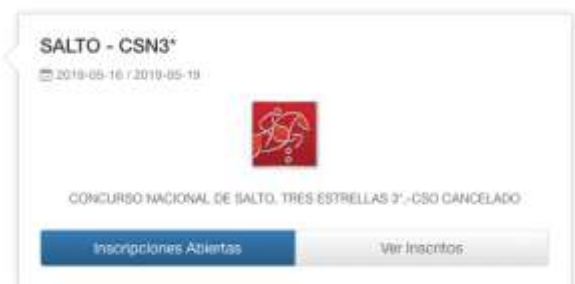 SALTO - CSN3*
2019-05-16 / 2019-05-19
CONCURSO NACIONAL DE SALTO, TRES ESTRELLAS 3*.-CSO CANCELADO
Inscripciones Abiertas
Ver Inscritos